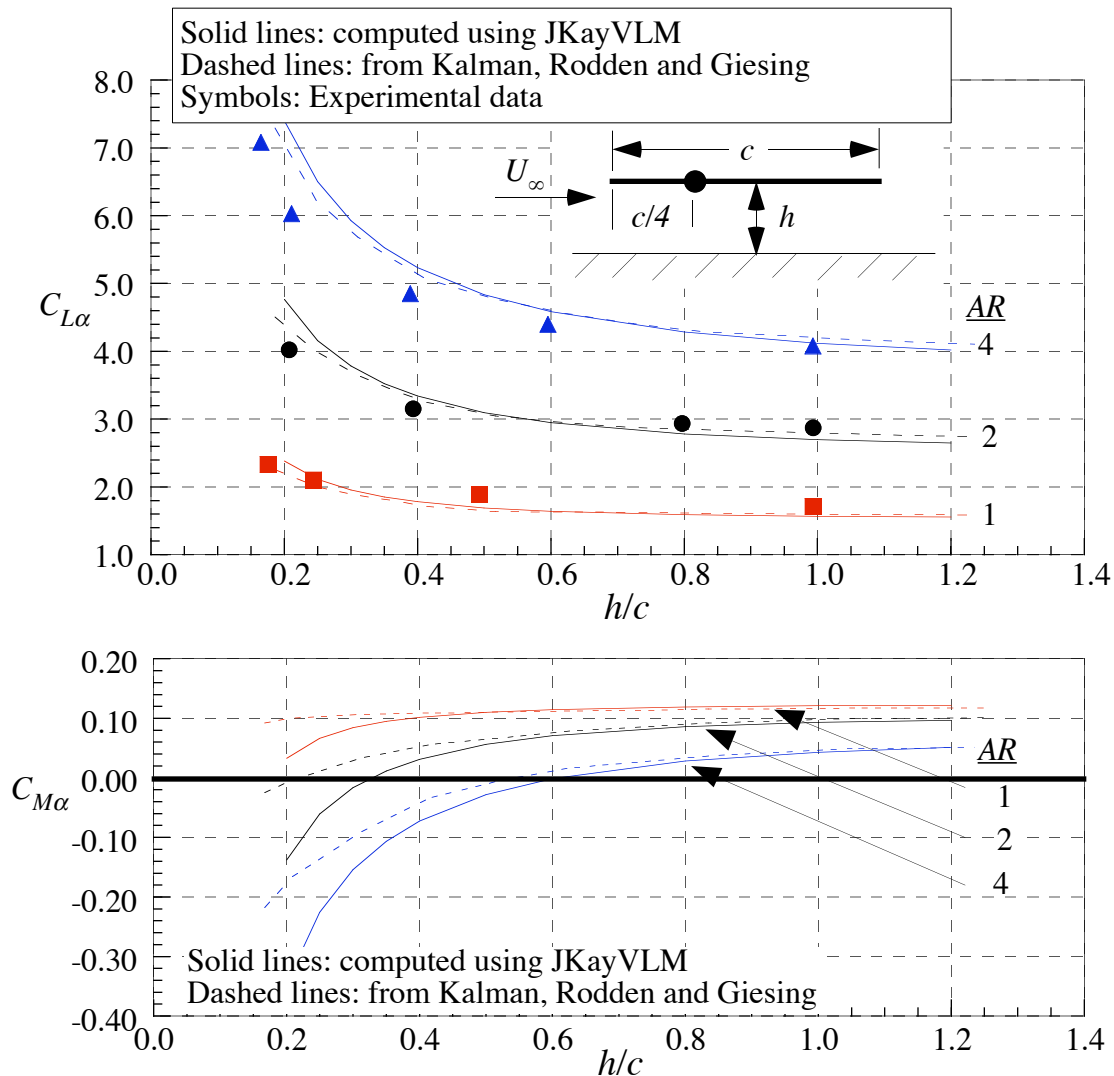 Solid lines: computed using JKayVLM
Dashed lines: from Kalman, Rodden and Giesing
Symbols: Experimental data
8.0
7.0
6.0
5.0
4.0
3.0
2.0
1.0
C_{Lα}
c
U_∞
c/4
h
AR
4
2
1
0.0 0.2 0.4 0.6 0.8 1.0 1.2 1.4
h/c
0.20
0.10
0.00
-0.10
-0.20
-0.30
-0.40
C_{Mα}
AR
1
2
4
Solid lines: computed using JKayVLM
Dashed lines: from Kalman, Rodden and Giesing
0.0 0.2 0.4 0.6 0.8 1.0 1.2 1.4
h/c